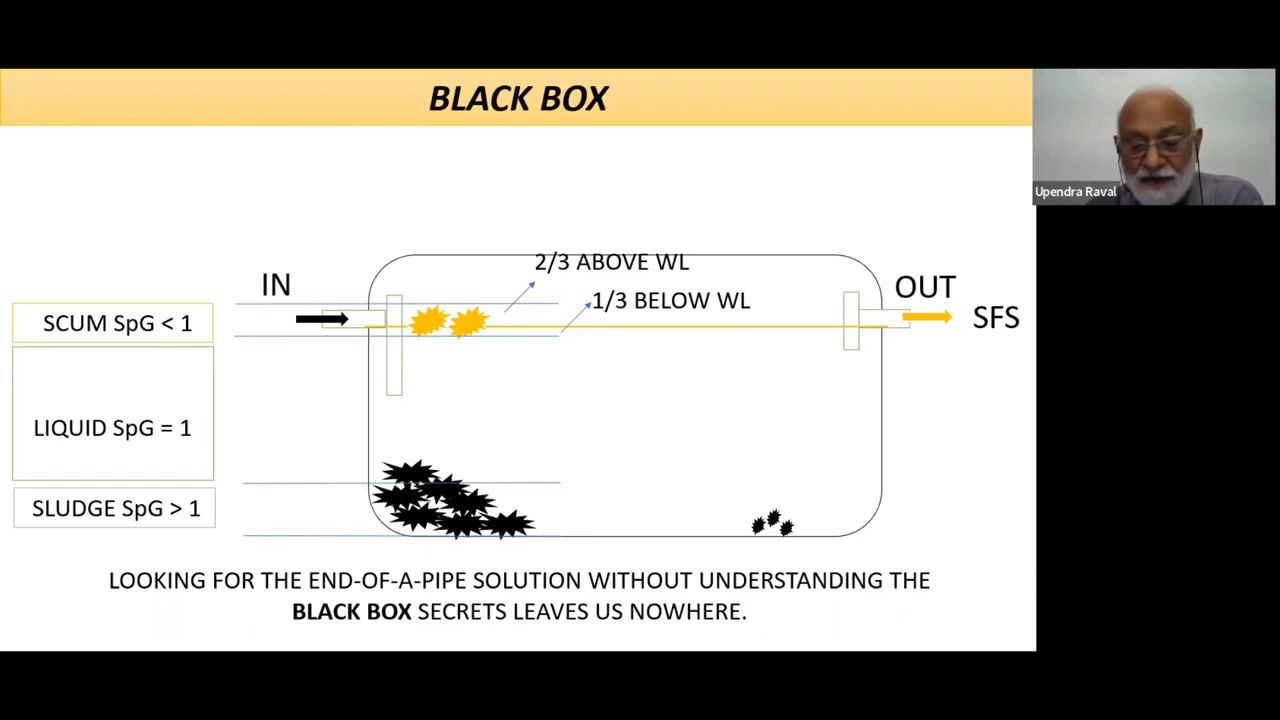 BLACK BOX
Upendra Raval
2/3 ABOVE WL
IN
1/3 BELOW WL
OUT
SCUM SpG < 1
SFS
LIQUID SpG = 1
SLUDGE SpG > 1
LOOKING FOR THE END-OF-A-PIPE SOLUTION WITHOUT UNDERSTANDING THE
BLACK BOX SECRETS LEAVES US NOWHERE.